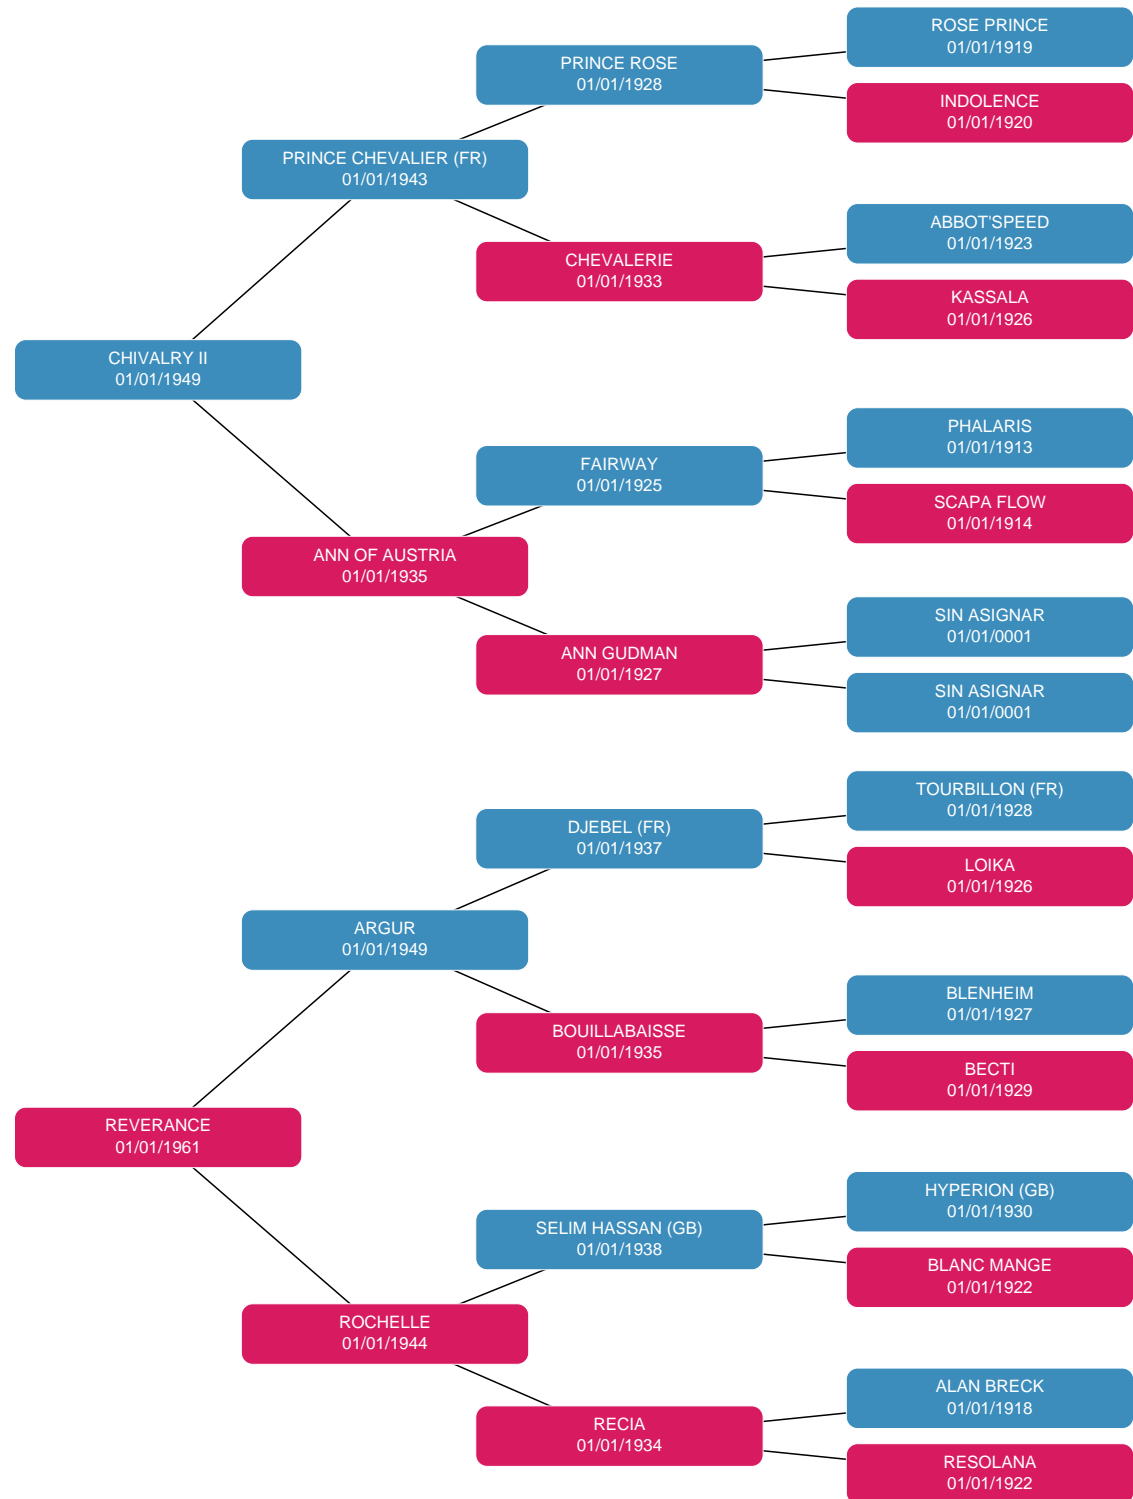 ROSE PRINCE
01/01/1919
PRINCE ROSE
01/01/1928
INDOLENCE
01/01/1920
PRINCE CHEVALIER (FR)
01/01/1943
ABBOT'SPEED
01/01/1923
CHEVALERIE
01/01/1933
KASSALA
01/01/1926
CHIVALRY II
01/01/1949
PHALARIS
01/01/1913
FAIRWAY
01/01/1925
SCAPA FLOW
01/01/1914
ANN OF AUSTRIA
01/01/1935
SIN ASIGNAR
01/01/0001
ANN GUDMAN
01/01/1927
SIN ASIGNAR
01/01/0001
TOURBILLON (FR)
01/01/1928
DJEBEL (FR)
01/01/1937
LOIKA
01/01/1926
ARGUR
01/01/1949
BLENHEIM
01/01/1927
BOUILLABAISSE
01/01/1935
BECTI
01/01/1929
REVERANCE
01/01/1961
HYPERION (GB)
01/01/1930
SELIM HASSAN (GB)
01/01/1938
BLANC MANGE
01/01/1922
ROCHELLE
01/01/1944
ALAN BRECK
01/01/1918
RECIA
01/01/1934
RESOLANA
01/01/1922